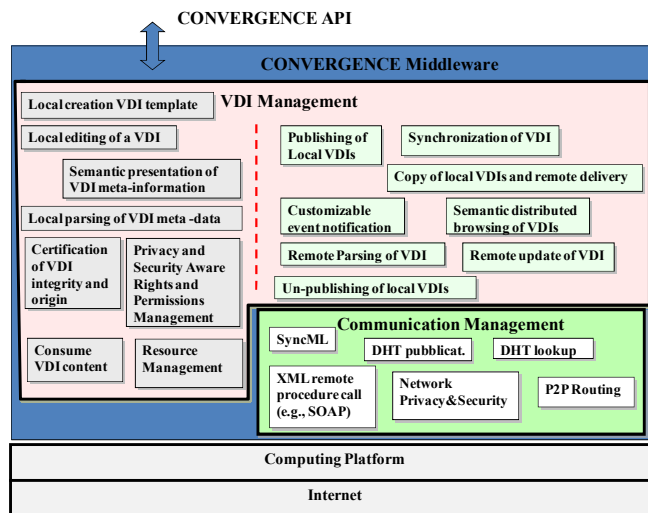 CONVERGENCE API
CONVERGENCE Middleware
VDI Management
Local creation VDI template
Local editing of a VDI
Semantic presentation of
VDI meta-information
Local parsing of VDI meta -data
Certification
of VDI
integrity and
origin
Privacy and
Security Aware
Rights and
Permissions
Management
Consume
VDI content
Resource
Management
Publishing of
Local VDIs
Synchronization of VDI
Copy of local VDIs and remote delivery
Customizable
event notification
Semantic distributed
browsing of VDIs
Remote Parsing of VDI
Remote update of VDI
Un-publishing of local VDIs
Communication Management
SyncML
DHT pubblicat.
DHT lookup
XML remote
procedure call
(e.g., SOAP)
Network
Privacy&Security
P2P Routing
Computing Platform
Internet